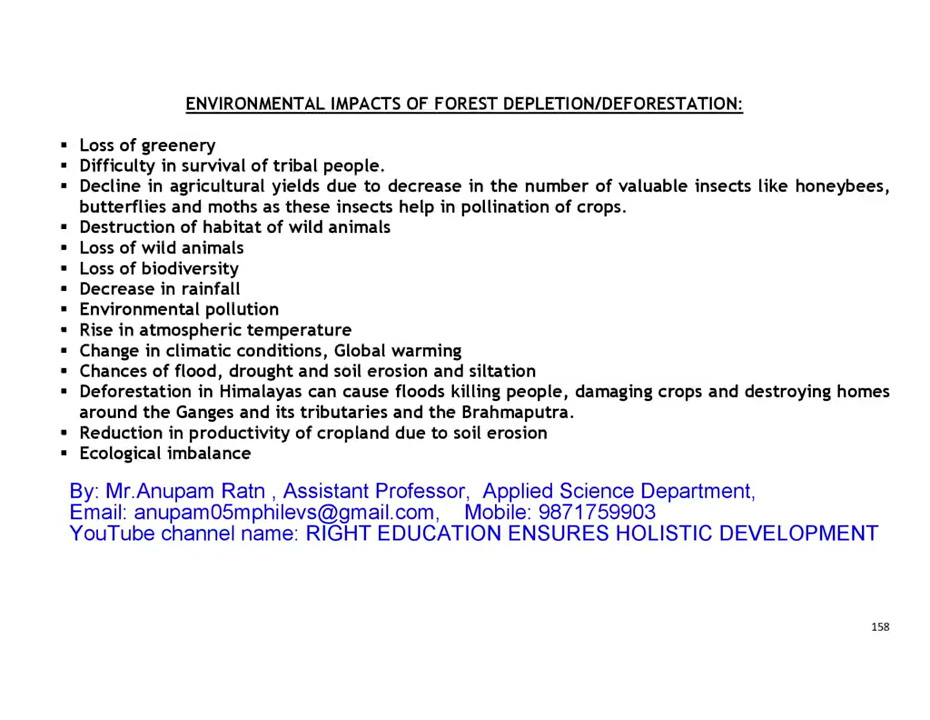 ENVIRONMENTAL IMPACTS OF FOREST DEPLETION/DEFORESTATION:
▪ Loss of greenery
▪ Difficulty in survival of tribal people.
▪ Decline in agricultural yields due to decrease in the number of valuable insects like honeybees,
butterflies and moths as these insects help in pollination of crops.
▪ Destruction of habitat of wild animals
▪ Loss of wild animals
▪ Loss of biodiversity
▪ Decrease in rainfall
▪ Environmental pollution
▪ Rise in atmospheric temperature
▪ Change in climatic conditions, Global warming
▪ Chances of flood, drought and soil erosion and siltation
▪ Deforestation in Himalayas can cause floods killing people, damaging crops and destroying homes
around the Ganges and its tributaries and the Brahmaputra.
▪ Reduction in productivity of cropland due to soil erosion
▪ Ecological imbalance
By: Mr.Anupam Ratn , Assistant Professor, Applied Science Department,
Email: anupam05mphilevs@gmail.com, Mobile: 9871759903
YouTube channel name: RIGHT EDUCATION ENSURES HOLISTIC DEVELOPMENT
158